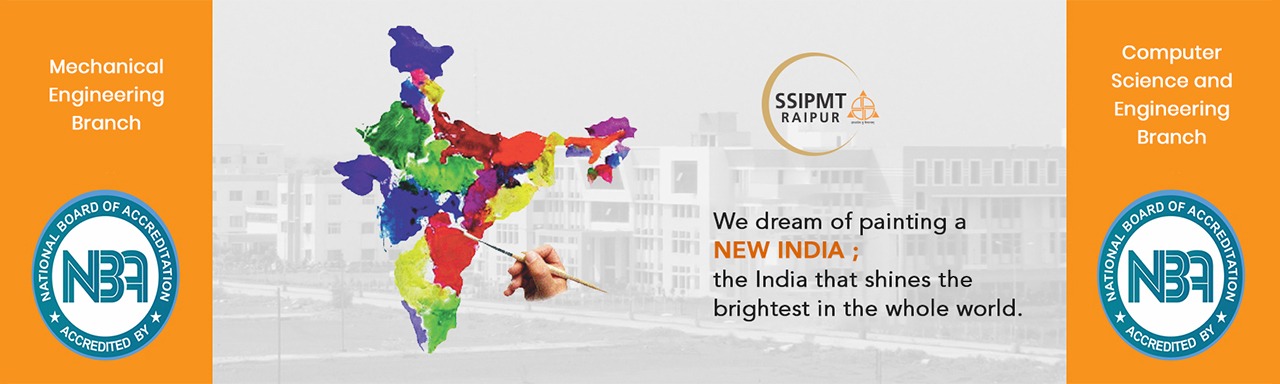 Mechanical
Engineering
Branch
NATIONAL BOARD OF ACCREDITATION
NBA
ACCREDITED BY
SSIPMT
RAIPUR
We dream of painting a
NEW INDIA ;
the India that shines the
brightest in the whole world.
Computer
Science and
Engineering
Branch
NATIONAL BOARD OF ACCREDITATION
NBA
ACCREDITED BY